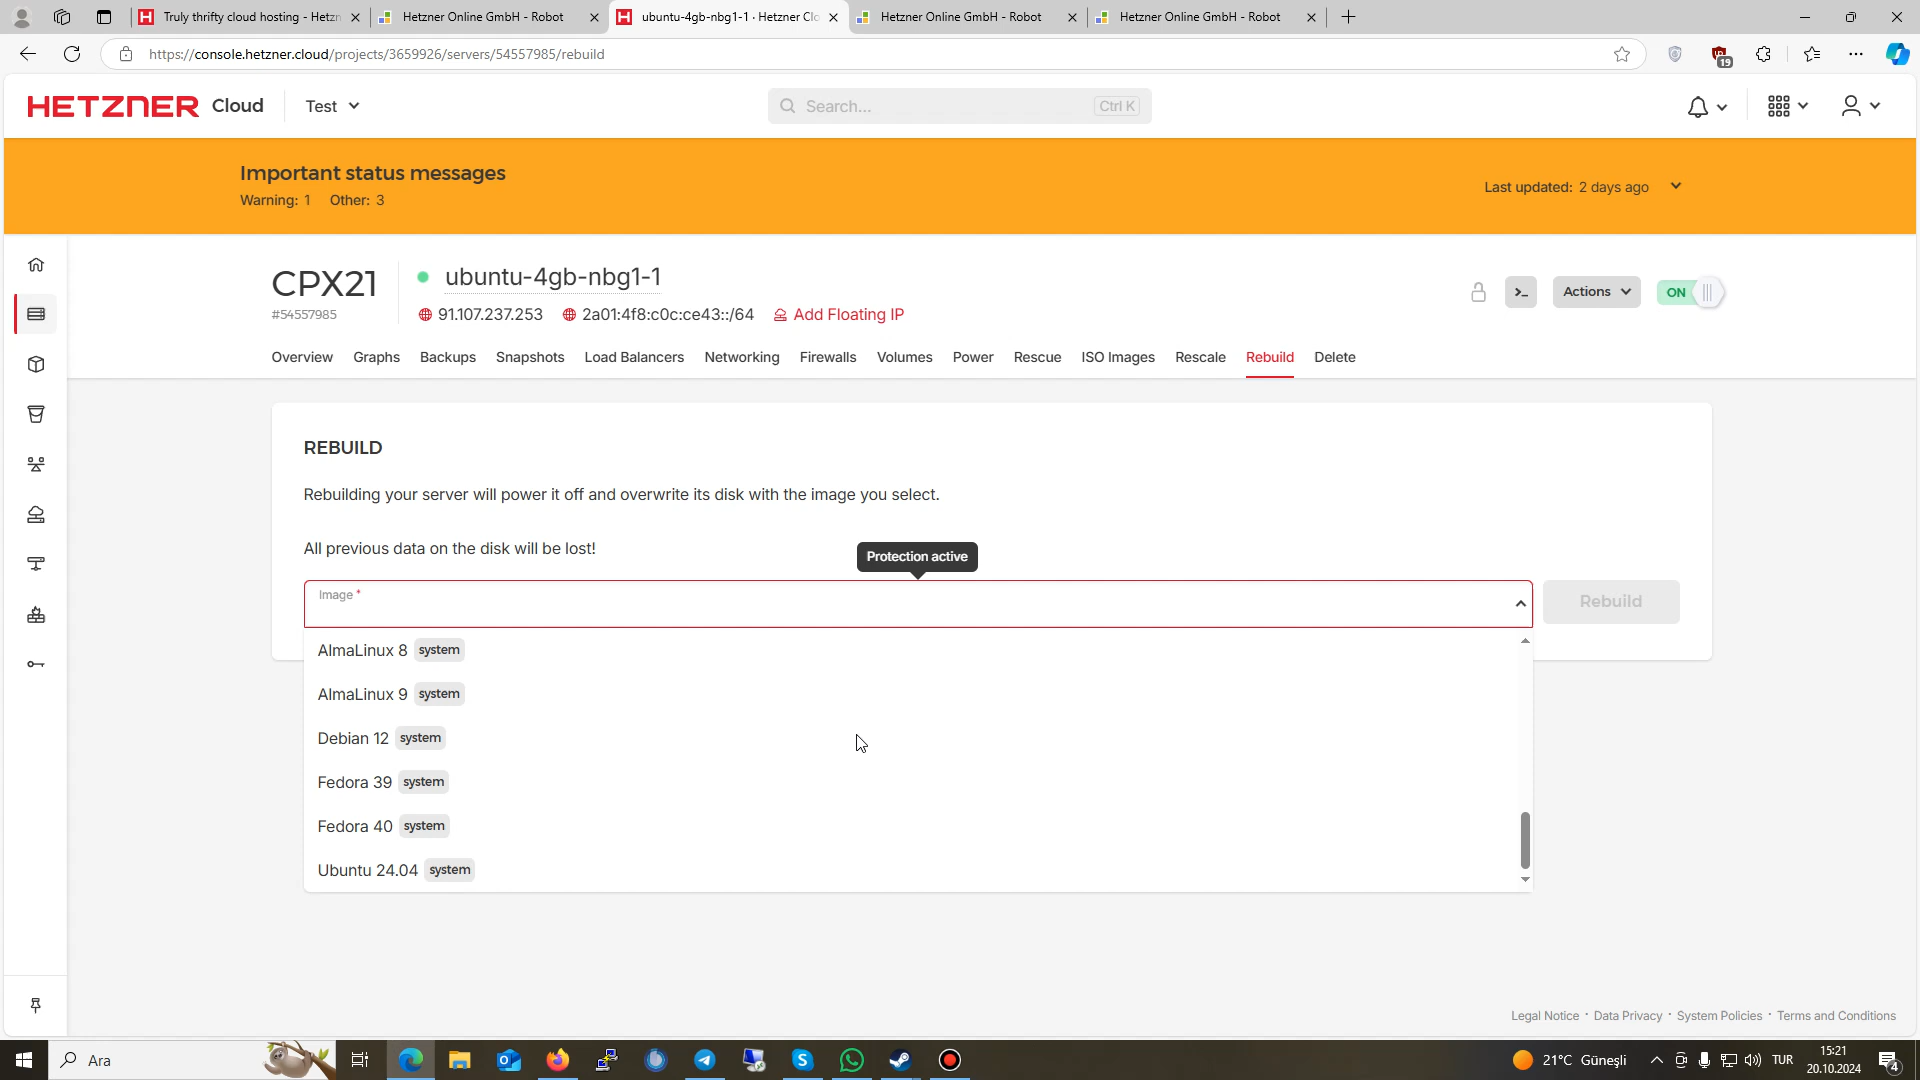 Truly thrifty cloud hosting - Hetzn
Hetzner Online GmbH - Robot
ubuntu-4gb-nbg1-1 · Hetzner Clo
Hetzner Online GmbH - Robot
Hetzner Online GmbH - Robot
https://console.hetzner.cloud/projects/3659926/servers/54557985/rebuild
19
HETZNER Cloud
Test
Search...
Ctrl K
Important status messages
Warning: 1 Other: 3
Last updated: 2 days ago
CPX21
#54557985
ubuntu-4gb-nbg1-1
91.107.237.253
2a01:4f8:c0c:ce43::/64
Add Floating IP
Actions
ON
Overview
Graphs
Backups
Snapshots
Load Balancers
Networking
Firewalls
Volumes
Power
Rescue
ISO Images
Rescale
Rebuild
Delete
REBUILD
Rebuilding your server will power it off and overwrite its disk with the image you select.
All previous data on the disk will be lost!
Protection active
Image *
Rebuild
AlmaLinux 8 system
AlmaLinux 9 system
Debian 12 system
Fedora 39 system
Fedora 40 system
Ubuntu 24.04 system
Legal Notice · Data Privacy · System Policies · Terms and Conditions
Ara
21°C Güneşli
TUR
15:21
20.10.2024
4